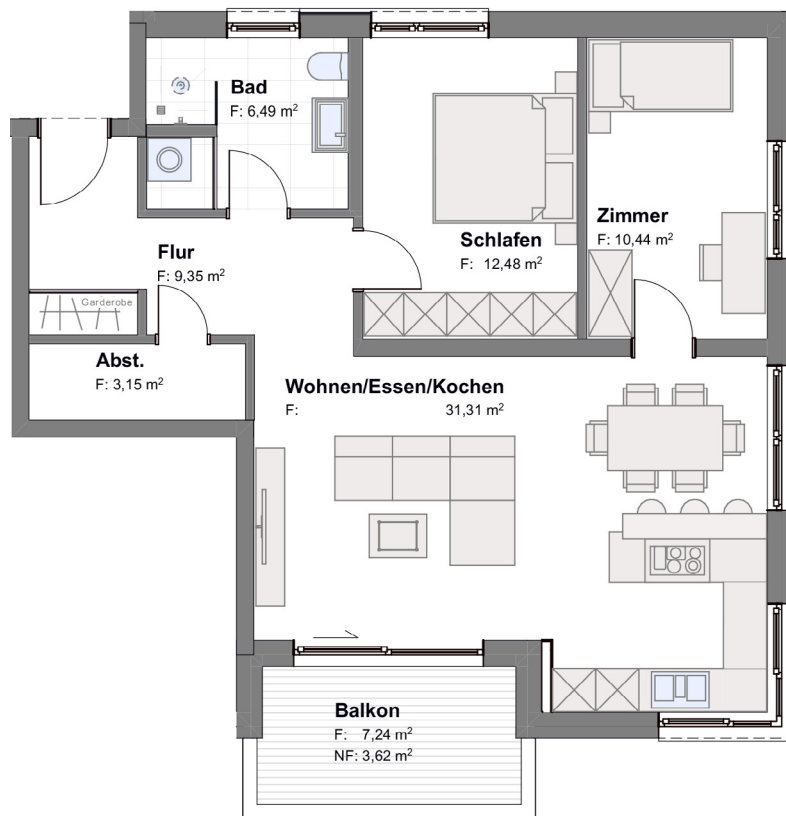 Bad
F: 6,49 m²
Schlafen
F: 12,48 m²
Zimmer
F: 10,44 m²
Flur
F: 9,35 m²
Garderobe
Abst.
F: 3,15 m²
Wohnen/Essen/Kochen
F: 31,31 m²
Balkon
F: 7,24 m²
NF: 3,62 m²